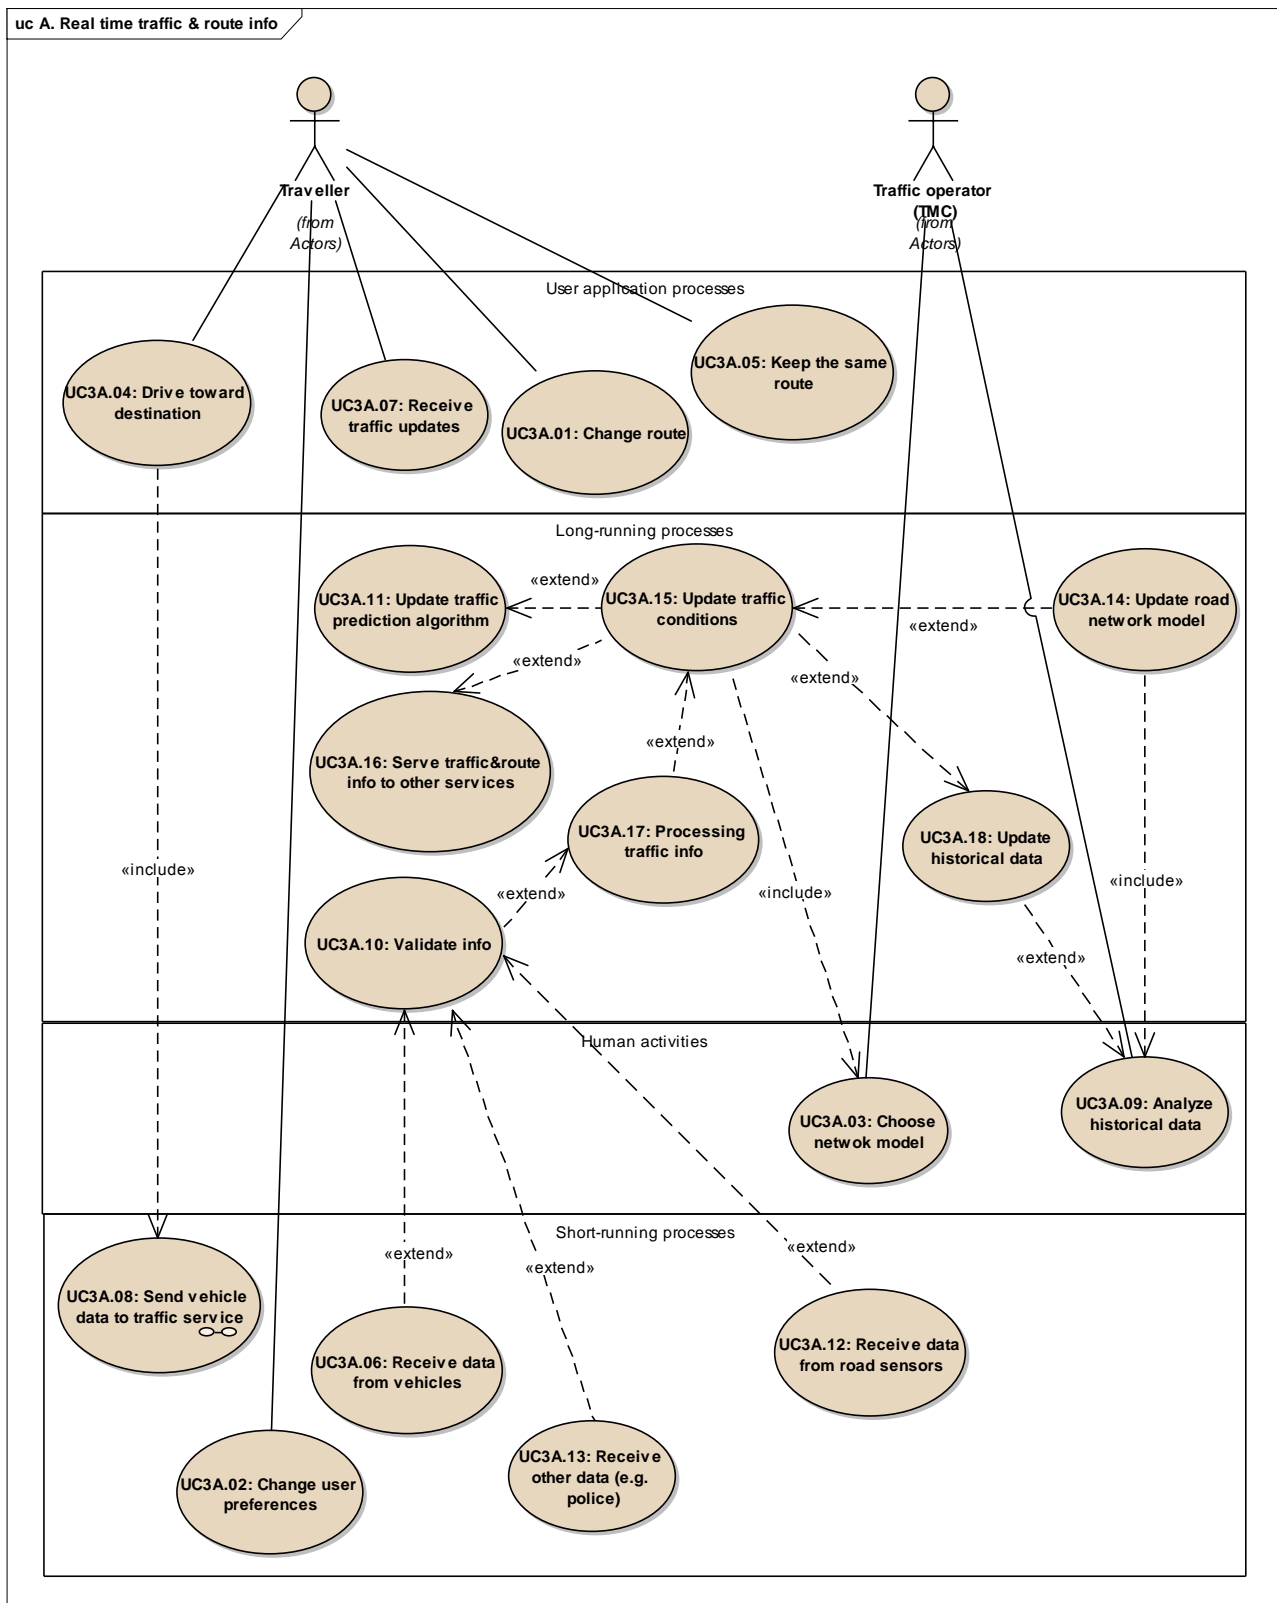 uc A. Real time traffic & route info
Traveller
(from
Actors)
Traffic operator
(TMC)
(from
Actors)
User application processes
UC3A.04: Drive toward
destination
UC3A.07: Receive
traffic updates
UC3A.01: Change route
UC3A.05: Keep the same
route
Long-running processes
UC3A.11: Update traffic
prediction algorithm
«extend»
UC3A.15: Update traffic
conditions
«extend»
UC3A.14: Update road
network model
«extend»
«extend»
UC3A.16: Serve traffic&route
info to other services
«extend»
UC3A.17: Processing
traffic info
UC3A.18: Update
historical data
«include»
«extend»
«include»
«include»
UC3A.10: Validate info
«extend»
Human activities
UC3A.03: Choose
netwok model
UC3A.09: Analyze
historical data
Short-running processes
«extend»
«extend»
«extend»
UC3A.08: Send vehicle
data to traffic service
UC3A.06: Receive data
from vehicles
UC3A.12: Receive data
from road sensors
UC3A.02: Change user
preferences
UC3A.13: Receive
other data (e.g.
police)